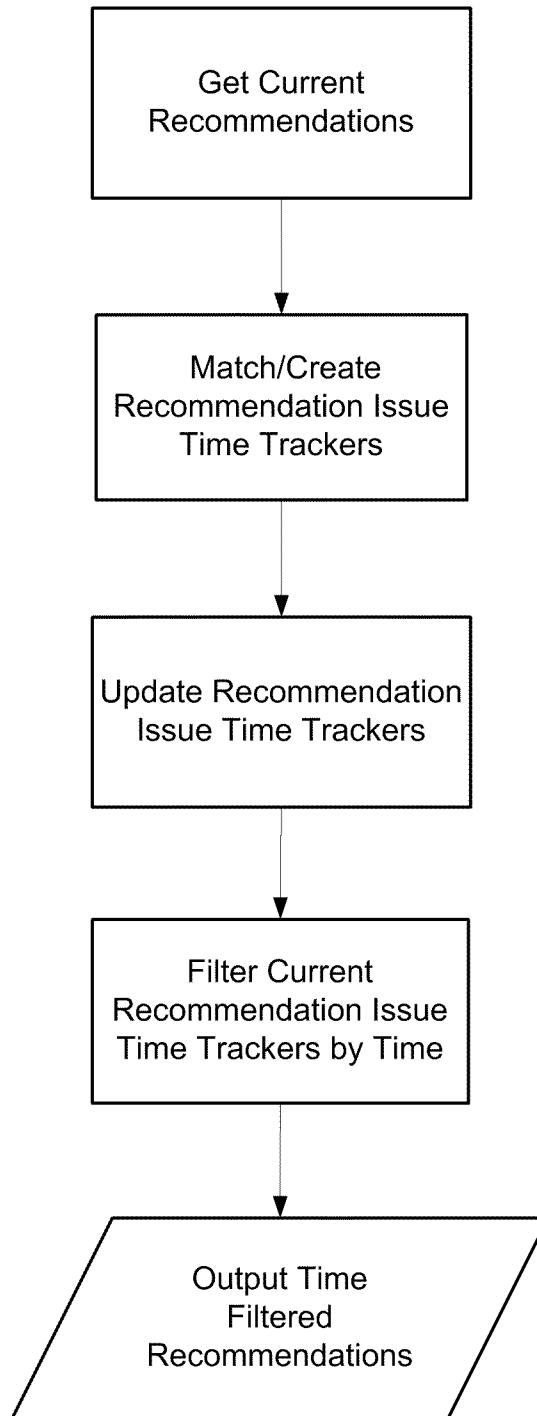 Get Current
Recommendations
Match/Create
Recommendation Issue
Time Trackers
Update Recommendation
Issue Time Trackers
Filter Current
Recommendation Issue
Time Trackers by Time
Output Time
Filtered
Recommendations